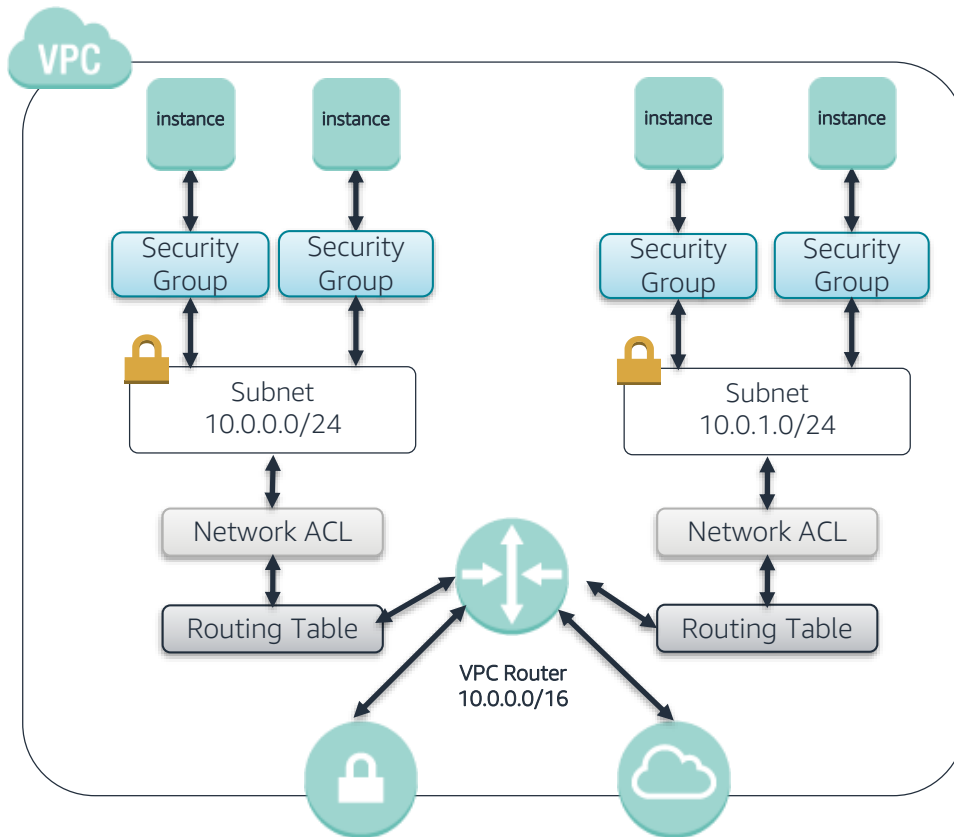 VPC
instance
instance
instance
instance
Security
Group
Security
Group
Security
Group
Security
Group
Subnet
10.0.0.0/24
Subnet
10.0.1.0/24
Network ACL
Network ACL
Routing Table
Routing Table
VPC Router
10.0.0.0/16